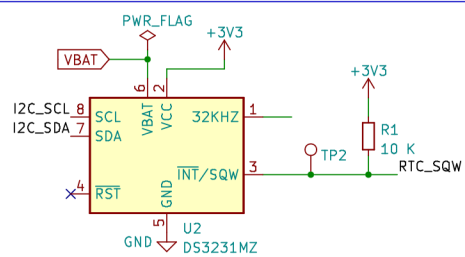 PWR_FLAG
+3V3
VBAT
+3V3
6
2
I2C_SCL 8 SCL
VBAT
VCC
32KHZ 1
I2C_SDA 7 SDA
R1
10 K
TP2
INT/SQW 3
RTC_SQW
4 RST
GND
5
U2
GND
DS3231MZ